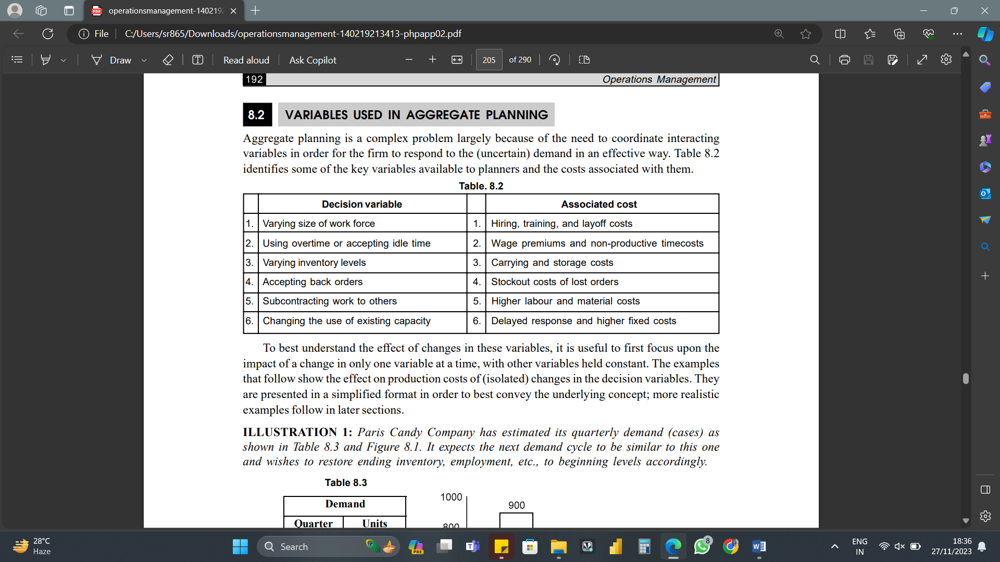 operationsmanagement-140219
File
C:/Users/sr865/Downloads/operationsmanagement-140219213413-phpapp02.pdf
Draw
Read aloud
Ask Copilot
205 of 290
192 Operations Management
8.2 VARIABLES USED IN AGGREGATE PLANNING
Aggregate planning is a complex problem largely because of the need to coordinate interacting
variables in order for the firm to respond to the (uncertain) demand in an effective way. Table 8.2
identifies some of the key variables available to planners and the costs associated with them.
Table. 8.2
Decision variable Associated cost
1. Varying size of work force 1. Hiring, training, and layoff costs
2. Using overtime or accepting idle time 2. Wage premiums and non-productive timecosts
3. Varying inventory levels 3. Carrying and storage costs
4. Accepting back orders 4. Stockout costs of lost orders
5. Subcontracting work to others 5. Higher labour and material costs
6. Changing the use of existing capacity 6. Delayed response and higher fixed costs
To best understand the effect of changes in these variables, it is useful to first focus upon the
impact of a change in only one variable at a time, with other variables held constant. The examples
that follow show the effect on production costs of (isolated) changes in the decision variables. They
are presented in a simplified format in order to best convey the underlying concept; more realistic
examples follow in later sections.
ILLUSTRATION 1: Paris Candy Company has estimated its quarterly demand (cases) as
shown in Table 8.3 and Figure 8.1. It expects the next demand cycle to be similar to this one
and wishes to restore ending inventory, employment, etc., to beginning levels accordingly.
Table 8.3
Demand
Quarter Units
1000
900
800
28°C
Haze
Search
PRE
8
ENG
IN
18:36
27/11/2023